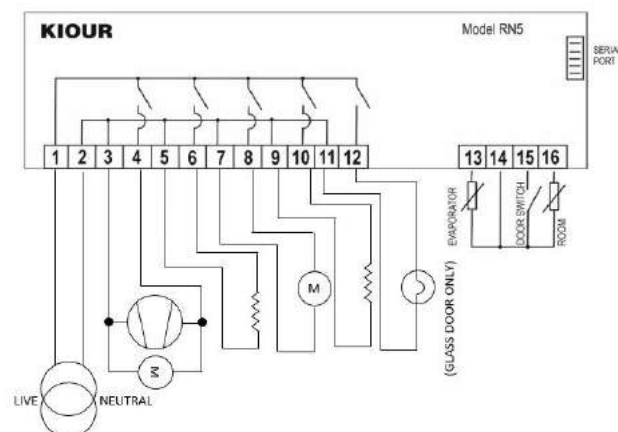 KIOUR
Model RN5
SERIAL
PORT
1 2 3 4 5 6 7 8 9 10 11 12
13 14 15 16
EVAPORATOR
DOOR SWITCH
ROOM
M
M
(GLASS DOOR ONLY)
LIVE
NEUTRAL